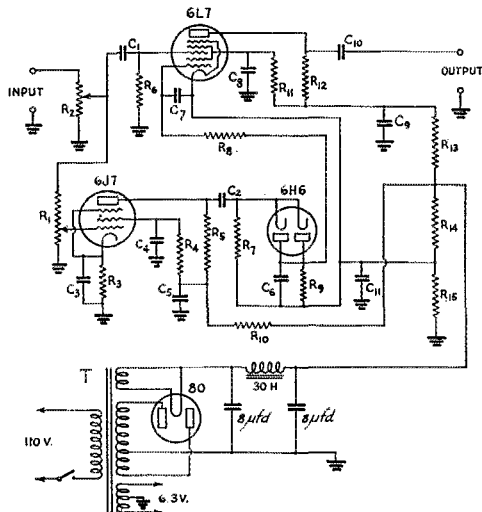 6L7
C1
C10
INPUT
R2
R6
C7
C8
R11
R12
OUTPUT
C9
R13
R8
6J7
R1
C2
6H6
R14
C4
R4
R5
R7
C3
R3
C5
C6
R9
C11
R15
R10
T
80
30 H
110 V.
8μfd
8μfd
6.3V.